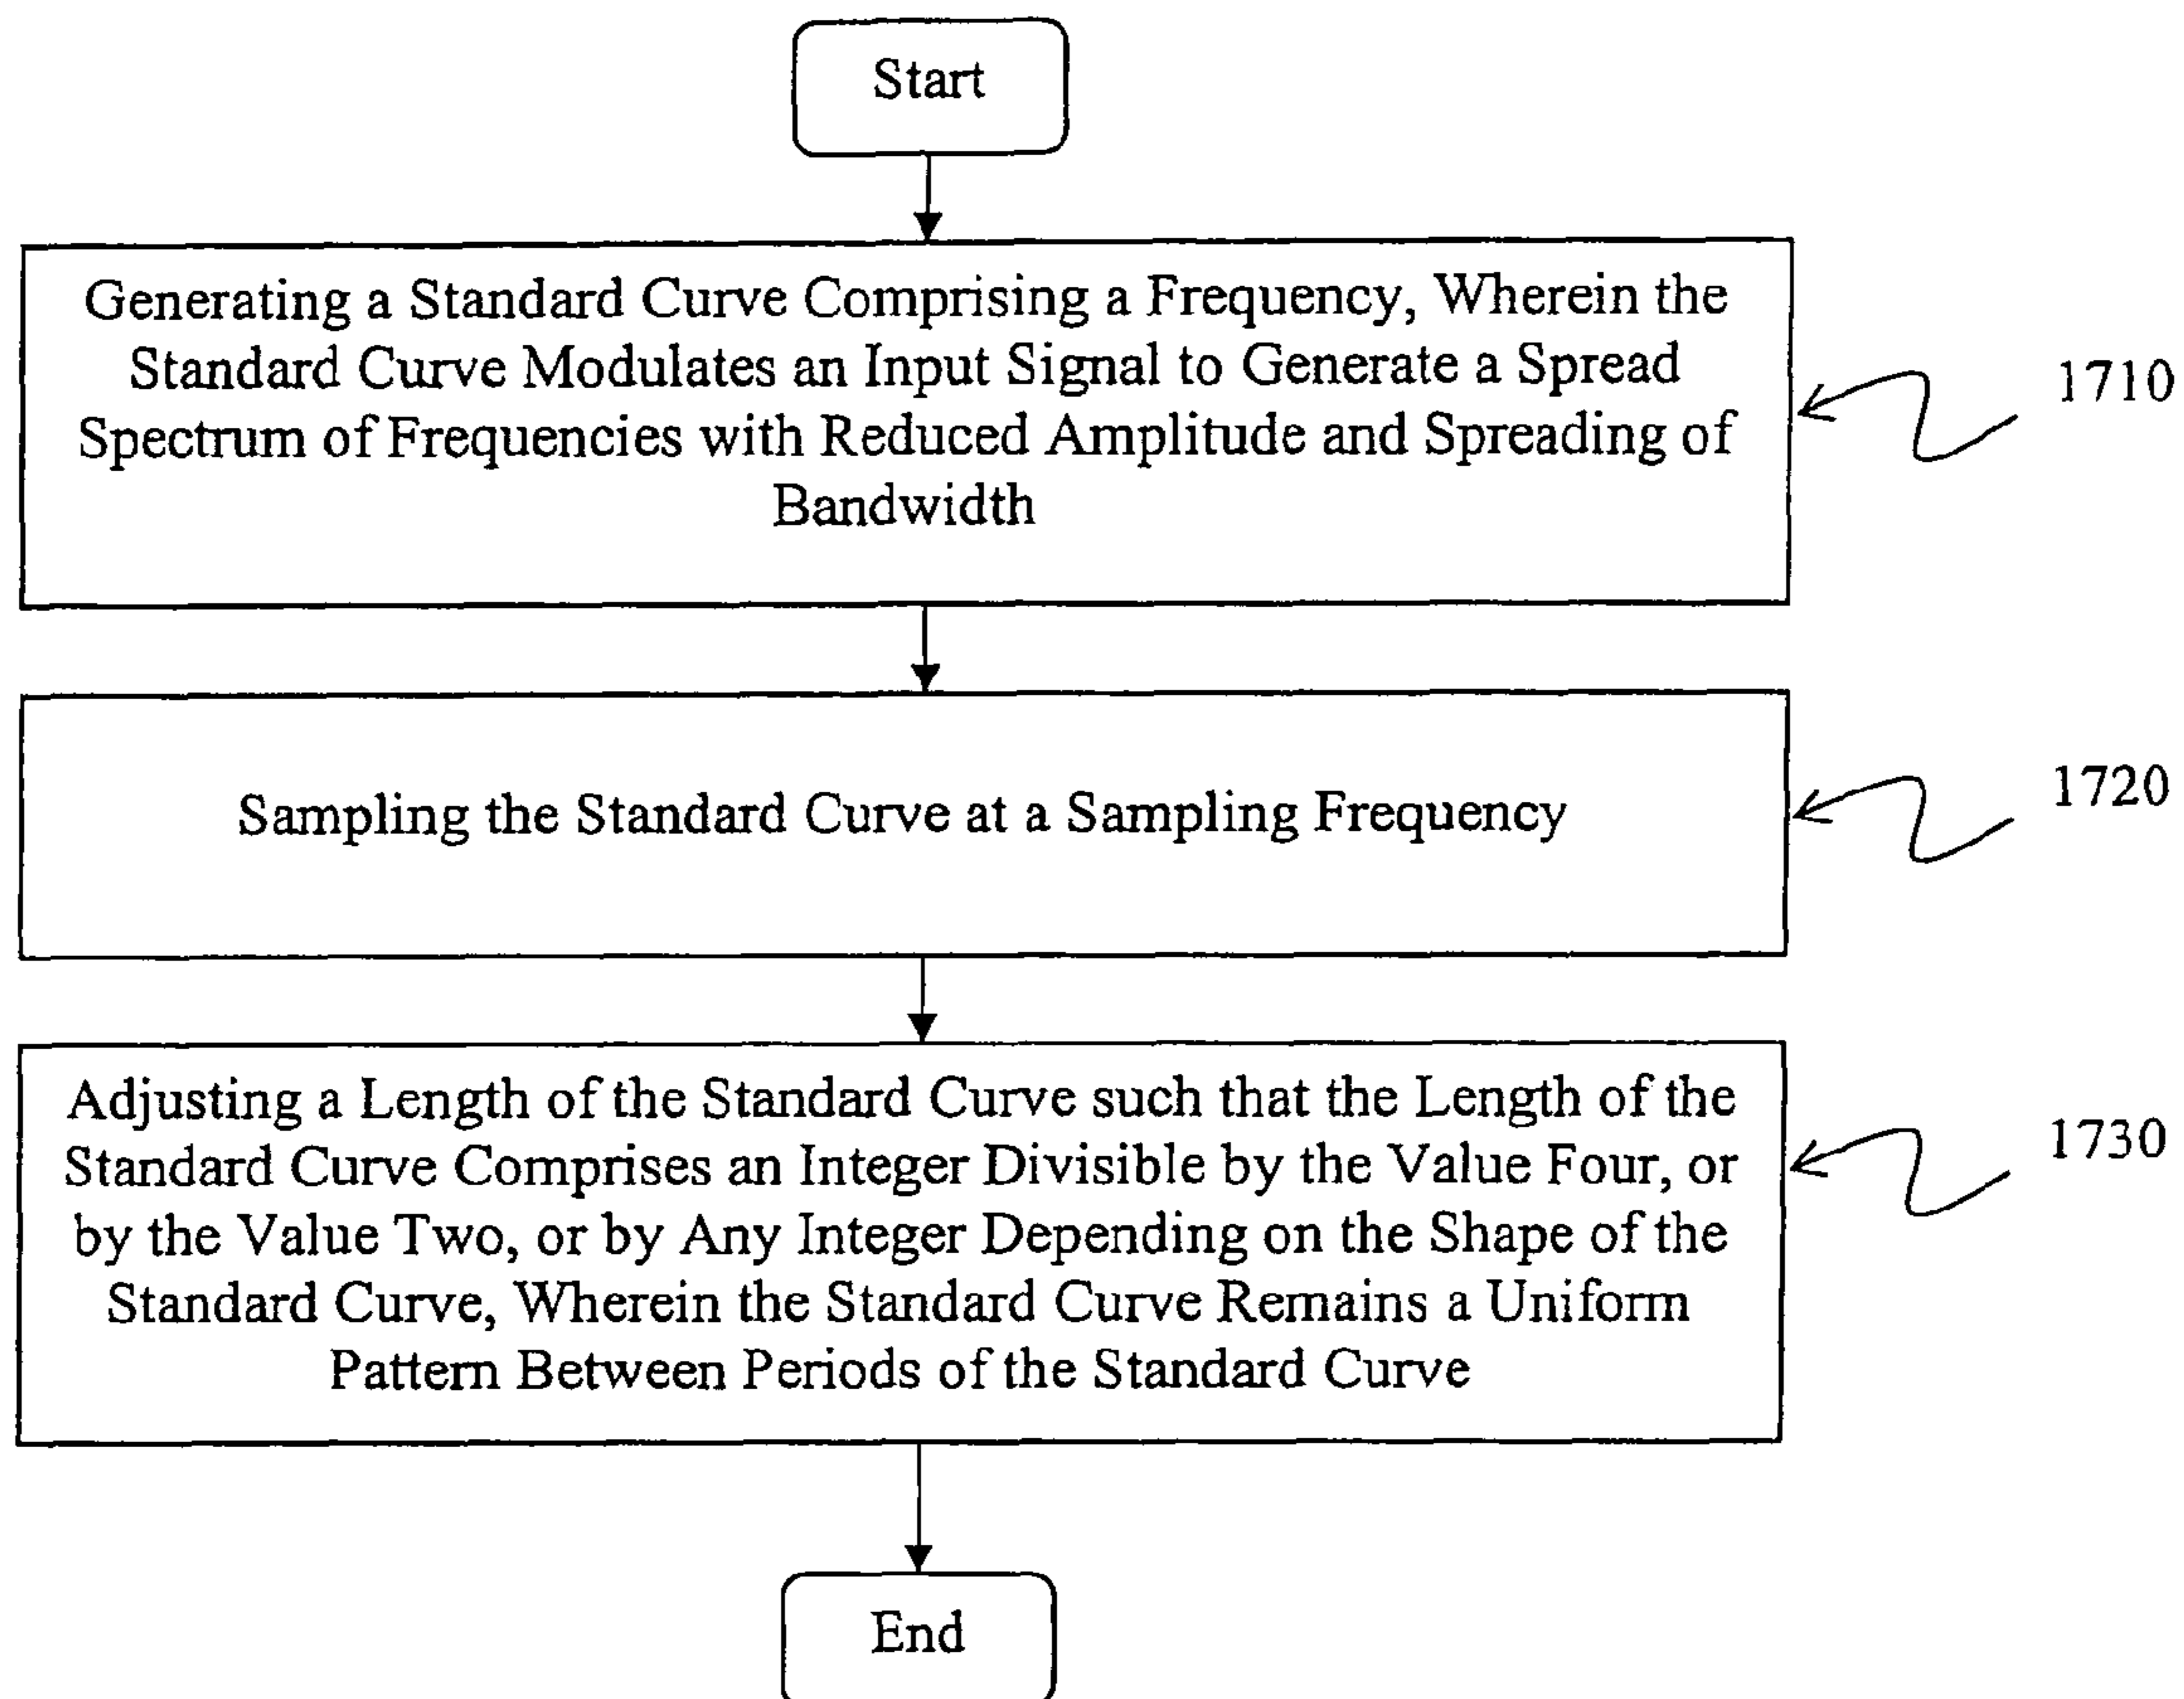 Start
Generating a Standard Curve Comprising a Frequency, Wherein the
Standard Curve Modulates an Input Signal to Generate a Spread
Spectrum of Frequencies with Reduced Amplitude and Spreading of
Bandwidth
1710
Sampling the Standard Curve at a Sampling Frequency
1720
Adjusting a Length of the Standard Curve such that the Length of the
Standard Curve Comprises an Integer Divisible by the Value Four, or
by the Value Two, or by Any Integer Depending on the Shape of the
Standard Curve, Wherein the Standard Curve Remains a Uniform
Pattern Between Periods of the Standard Curve
1730
End